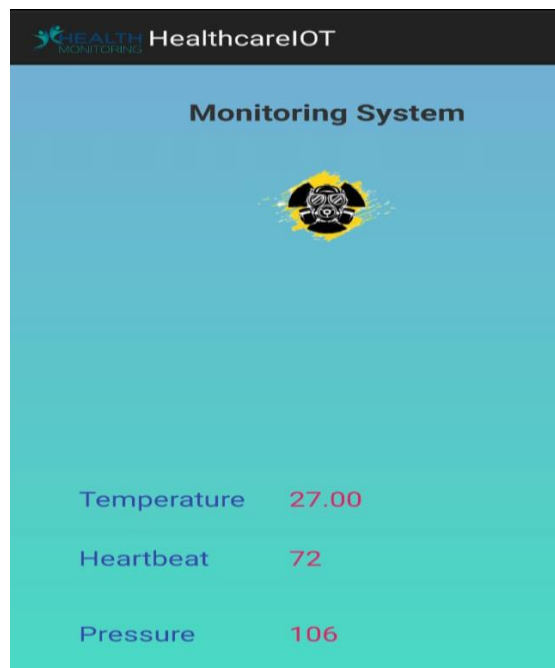 HEALTH
MONITORING
HealthcareIOT
Monitoring System
Temperature 27.00
Heartbeat 72
Pressure 106